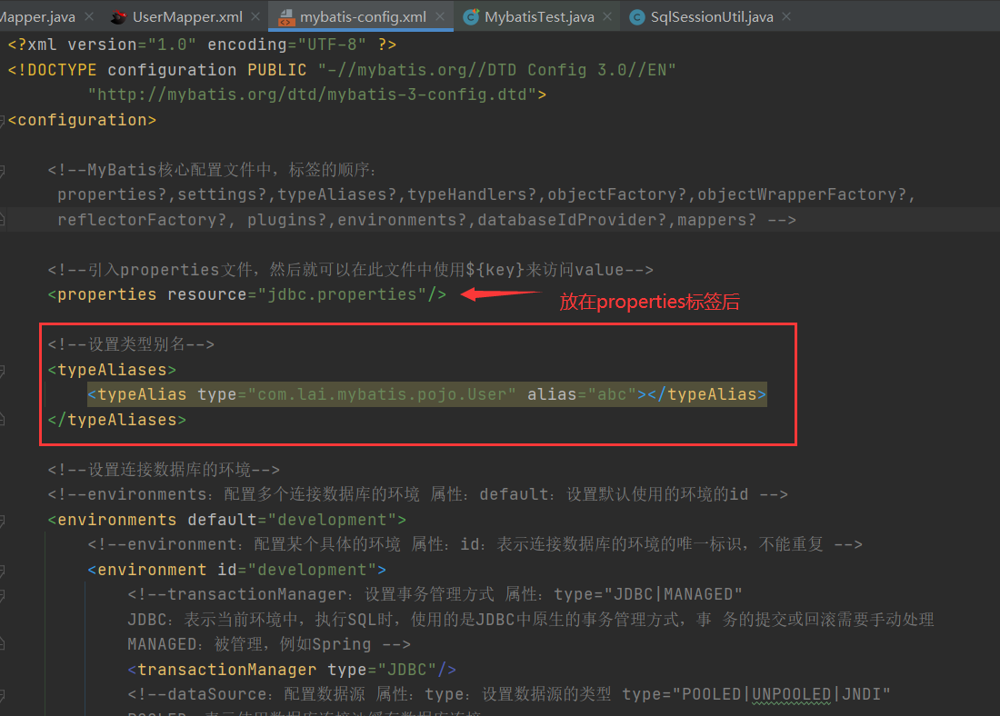 Mapper.java × UserMapper.xml × mybatis-config.xml × MybatisTest.java × SqlSessionUtil.java ×
<?xml version="1.0" encoding="UTF-8" ?>
<!DOCTYPE configuration PUBLIC "-//mybatis.org//DTD Config 3.0//EN"
"http://mybatis.org/dtd/mybatis-3-config.dtd">
<configuration>
<!--MyBatis核心配置文件中，标签的顺序：
properties?,settings?,typeAliases?,typeHandlers?,objectFactory?,objectWrapperFactory?,
reflectorFactory?, plugins?,environments?,databaseIdProvider?,mappers? -->
<!--引入properties文件，然后就可以在此文件中使用${key}来访问value-->
<properties resource="jdbc.properties"/>
放在properties标签后
<!--设置类型别名-->
<typeAliases>
<typeAlias type="com.lai.mybatis.pojo.User" alias="abc"></typeAlias>
</typeAliases>
<!--设置连接数据库的环境-->
<!--environments：配置多个连接数据库的环境 属性：default：设置默认使用的环境的id -->
<environments default="development">
<!--environment：配置某个具体的环境 属性：id：表示连接数据库的环境的唯一标识，不能重复 -->
<environment id="development">
<!--transactionManager：设置事务管理方式 属性：type="JDBC|MANAGED"
JDBC：表示当前环境中，执行SQL时，使用的是JDBC中原生的事务管理方式，事 务的提交或回滚需要手动处理
MANAGED：被管理，例如Spring -->
<transactionManager type="JDBC"/>
<!--dataSource：配置数据源 属性：type：设置数据源的类型 type="POOLED|UNPOOLED|JNDI"